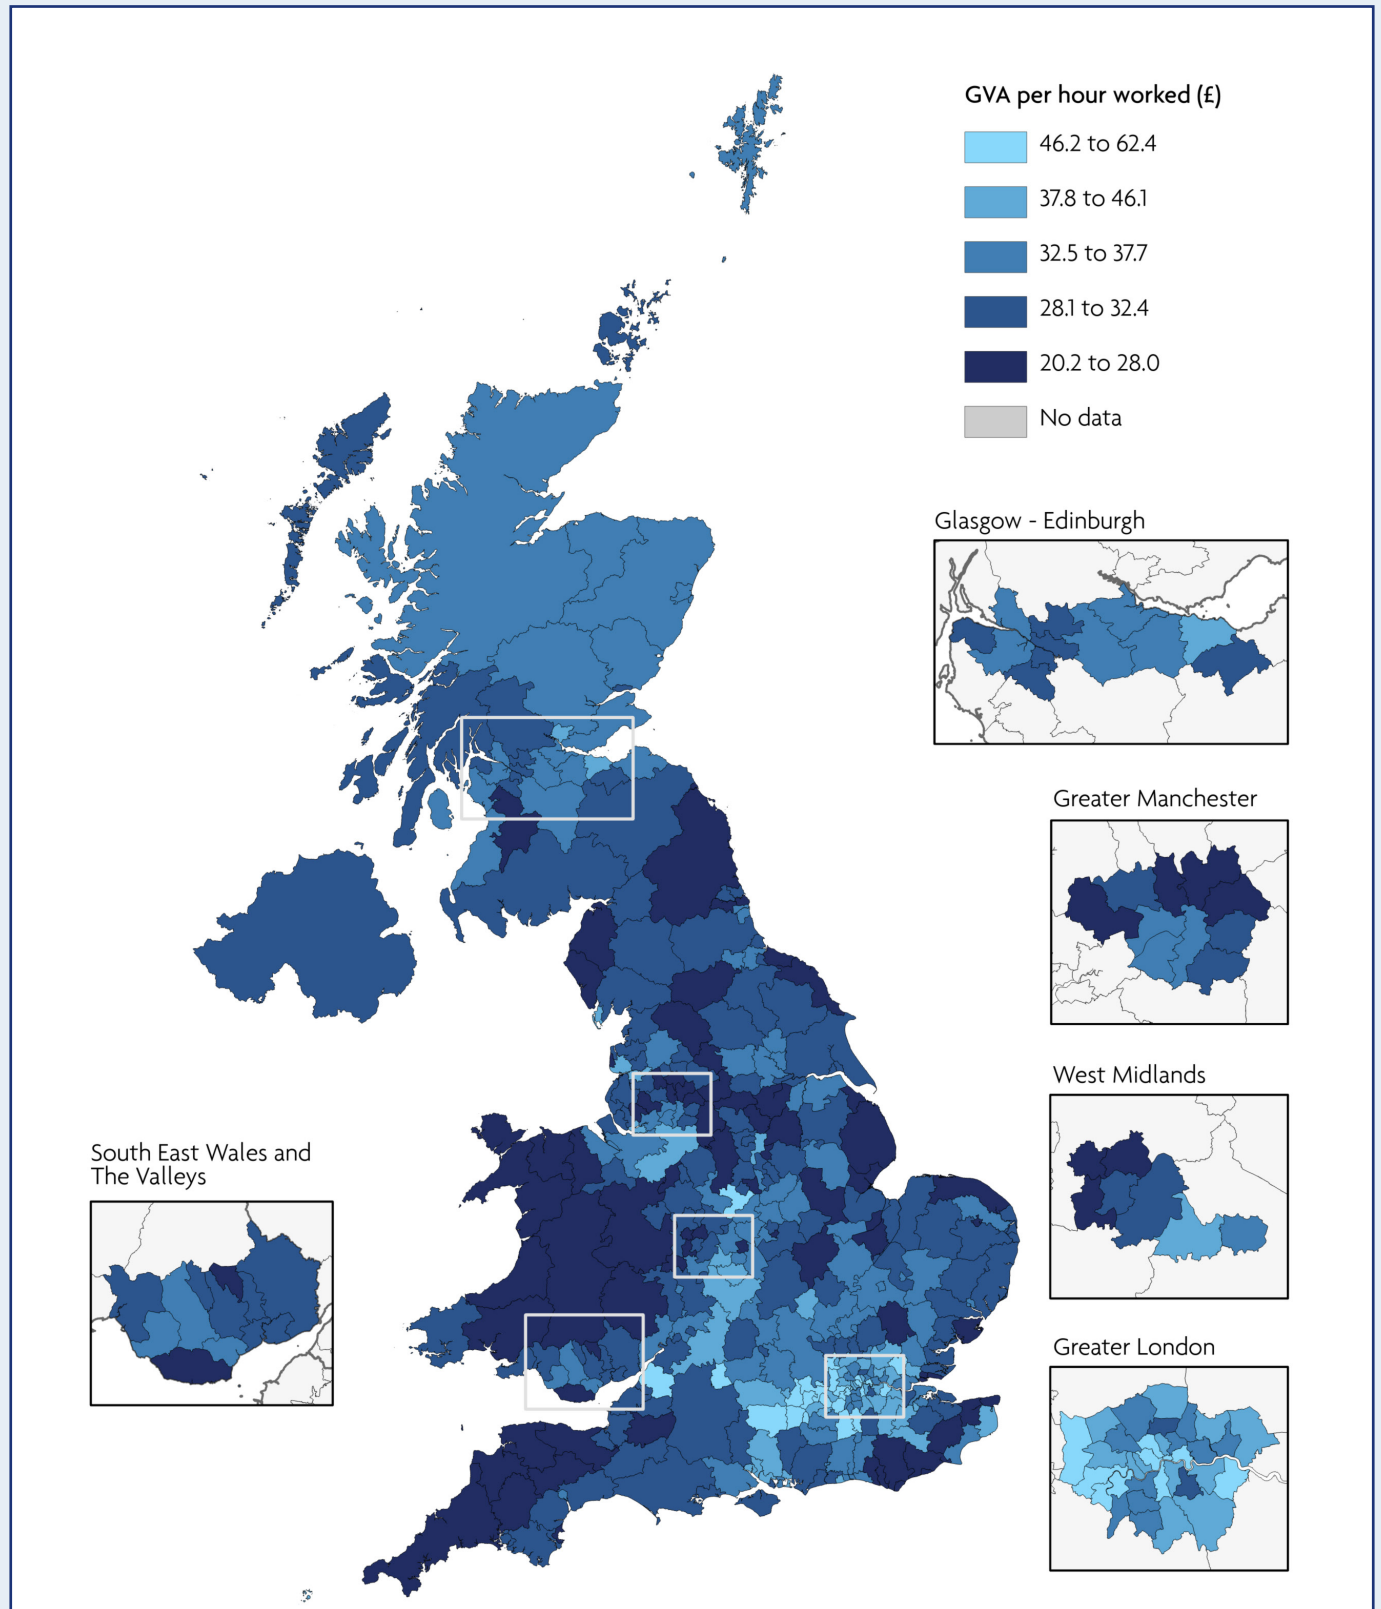 GVA per hour worked (£)
46.2 to 62.4
37.8 to 46.1
32.5 to 37.7
28.1 to 32.4
20.2 to 28.0
No data
Glasgow - Edinburgh
Greater Manchester
West Midlands
South East Wales and
The Valleys
Greater London